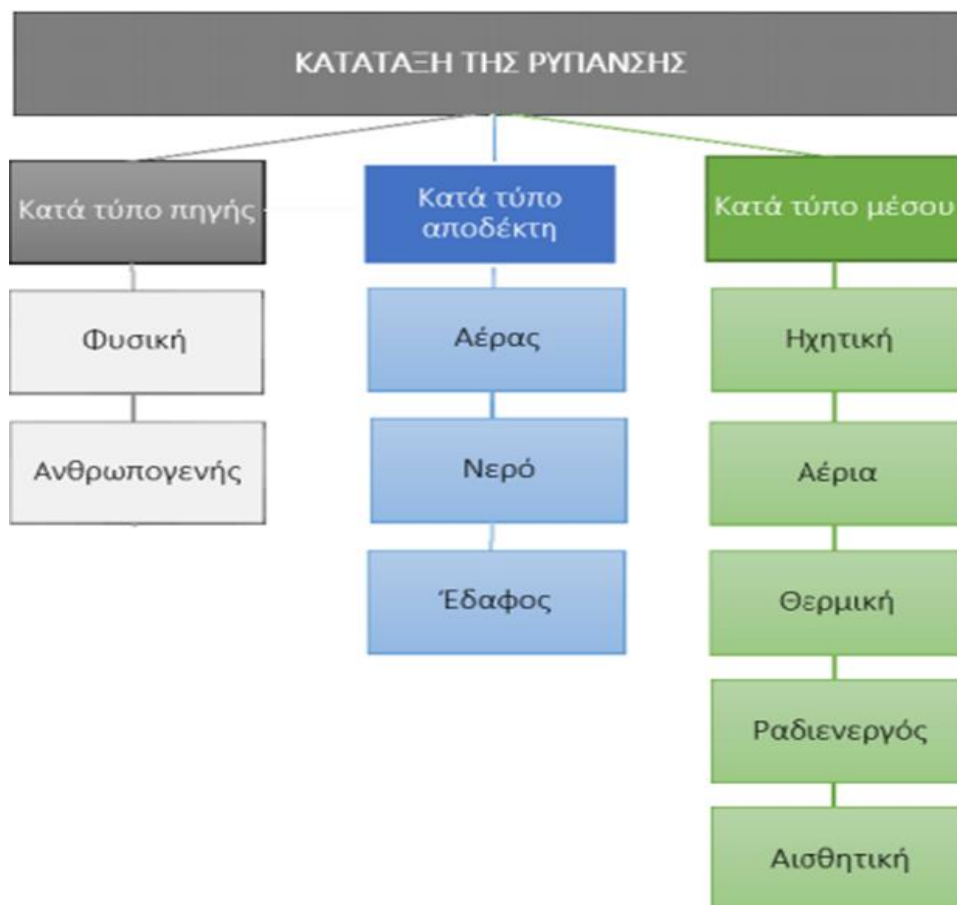 ΚΑΤΑΤΑΞΗ ΤΗΣ ΡΥΠΑΝΣΗΣ
Κατά τύπο πηγής
Φυσική
Ανθρωπογενής
Κατά τύπο
αποδέκτη
Αέρας
Νερό
Έδαφος
Κατά τύπο μέσου
Ηχητική
Αέρια
Θερμική
Ραδιενεργός
Αισθητική